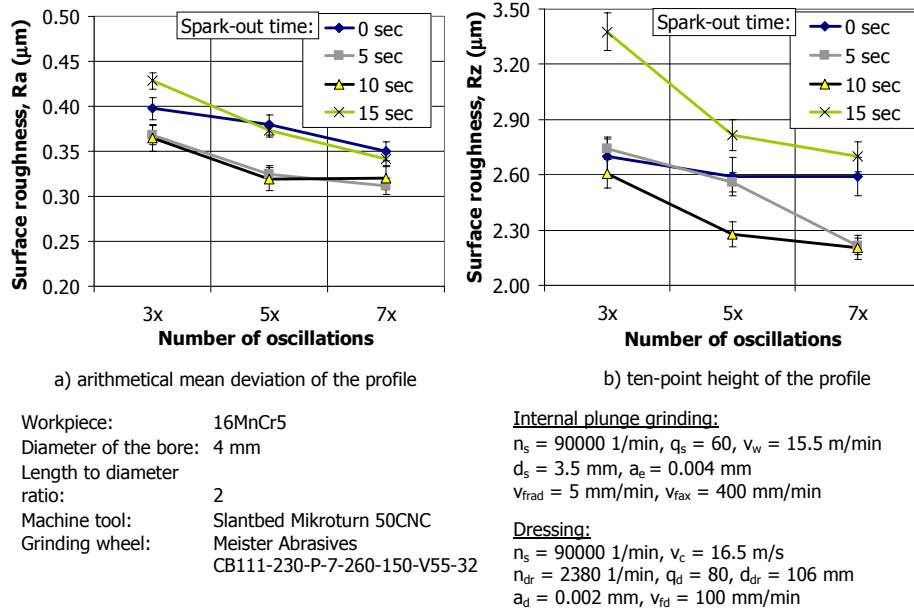 Surface roughness, Ra (μm)
0.50
0.45
0.40
0.35
0.30
0.25
0.20
Spark-out time:
0 sec
5 sec
10 sec
15 sec
3x
5x
7x
Number of oscillations
a) arithmetical mean deviation of the profile
Surface roughness, Rz (μm)
3.50
3.20
2.90
2.60
2.30
2.00
Spark-out time:
0 sec
5 sec
10 sec
15 sec
3x
5x
7x
Number of oscillations
b) ten-point height of the profile
Workpiece: 16MnCr5
Diameter of the bore: 4 mm
Length to diameter
ratio: 2
Machine tool: Slantbed Mikroturn 50CNC
Grinding wheel: Meister Abrasives
CB111-230-P-7-260-150-V55-32
Internal plunge grinding:
ns = 90000 1/min, qs = 60, vw = 15.5 m/min
ds = 3.5 mm, ae = 0.004 mm
vfrad = 5 mm/min, vfax = 400 mm/min
Dressing:
ns = 90000 1/min, vc = 16.5 m/s
ndr = 2380 1/min, qd = 80, ddr = 106 mm
ad = 0.002 mm, vfd = 100 mm/min